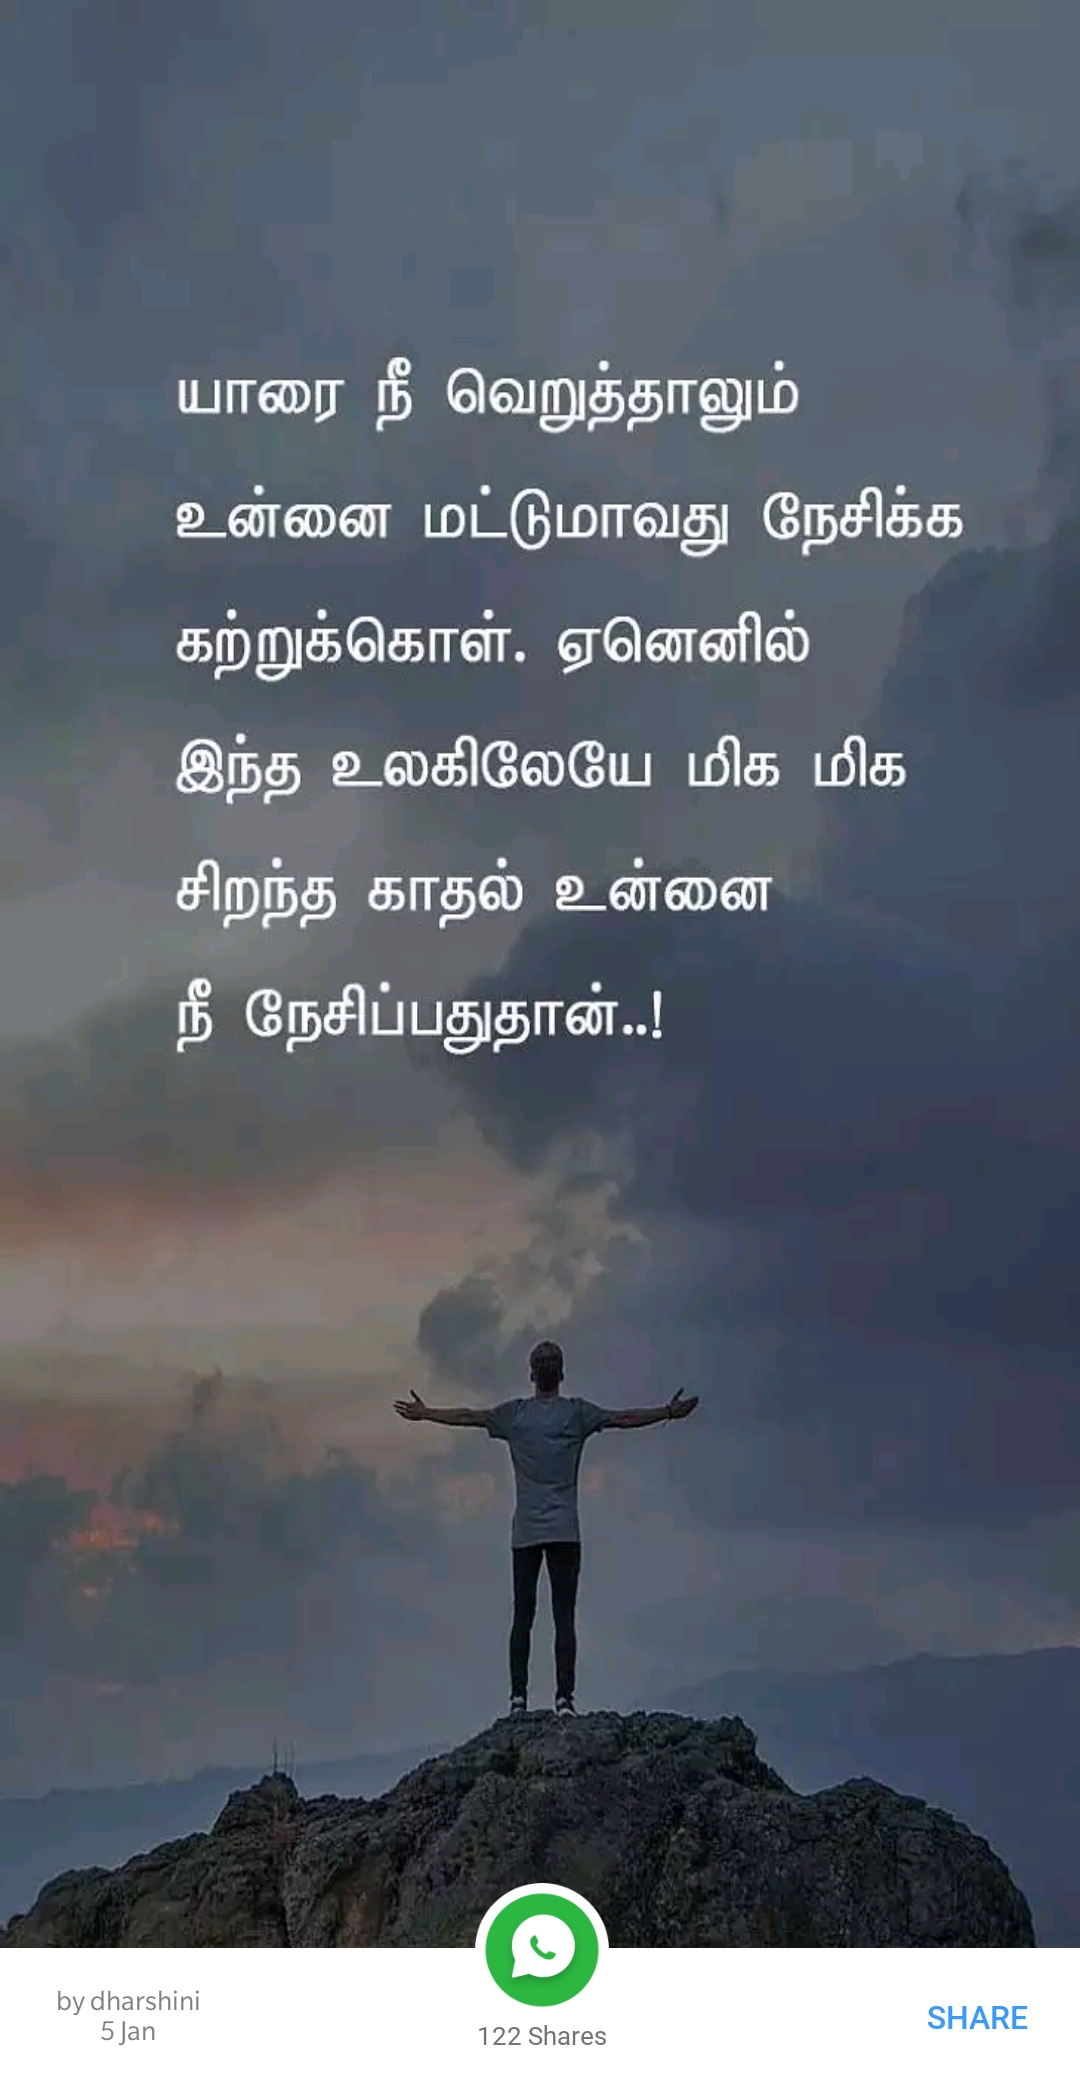 யாரை நீ வெறுத்தாலும்
உன்னை மட்டுமாவது நேசிக்க
கற்றுக்கொள். ஏனெனில்
இந்த உலகிலேயே மிக மிக
சிறந்த காதல் உன்னை
நீ நேசிப்பதுதான்..!
by dharshini
5 Jan
122 Shares
SHARE